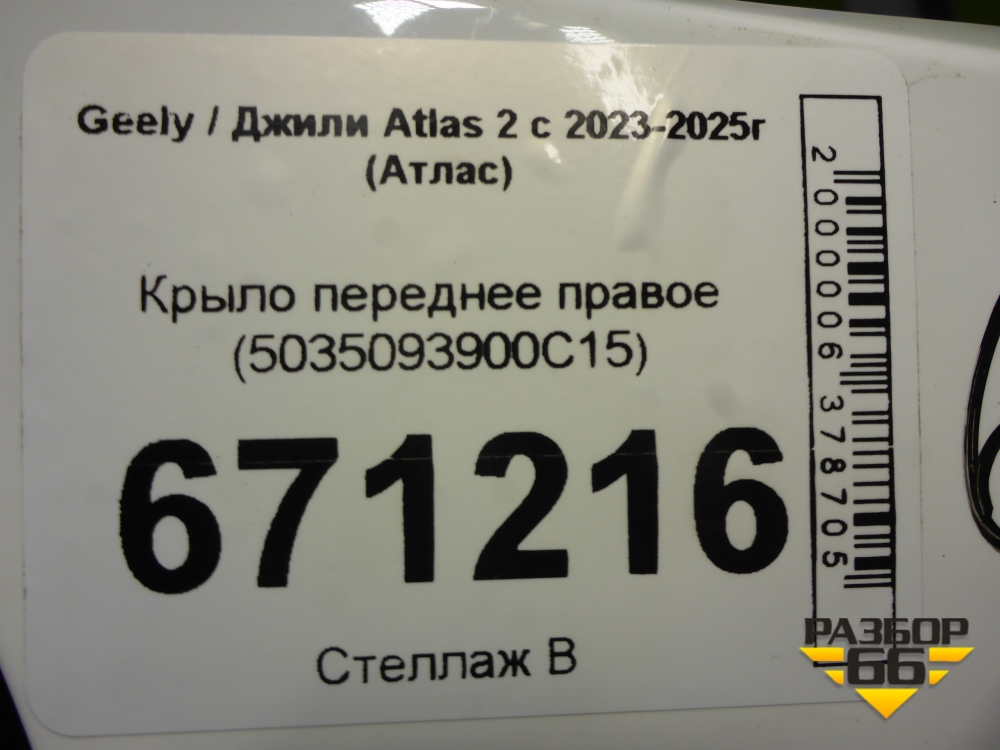 Geely / Джили Atlas 2 с 2023-2025г
(Атлас)
Крыло переднее правое
(5035093900C15)
671216
Стеллаж В
2000006378705
РАЗБОР
66